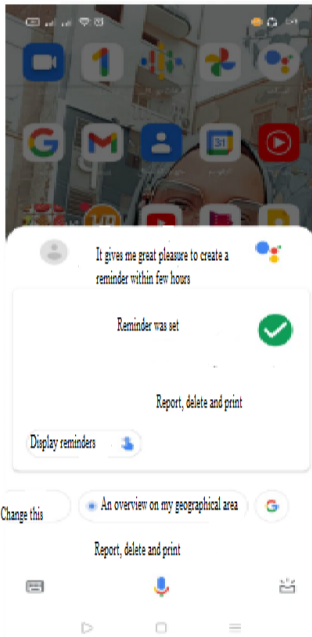 31
It gives me great pleasure to create a
reminder within few hours
Reminder was set
Report, delete and print
Display reminders
Change this
An overview on my geographical area
Report, delete and print